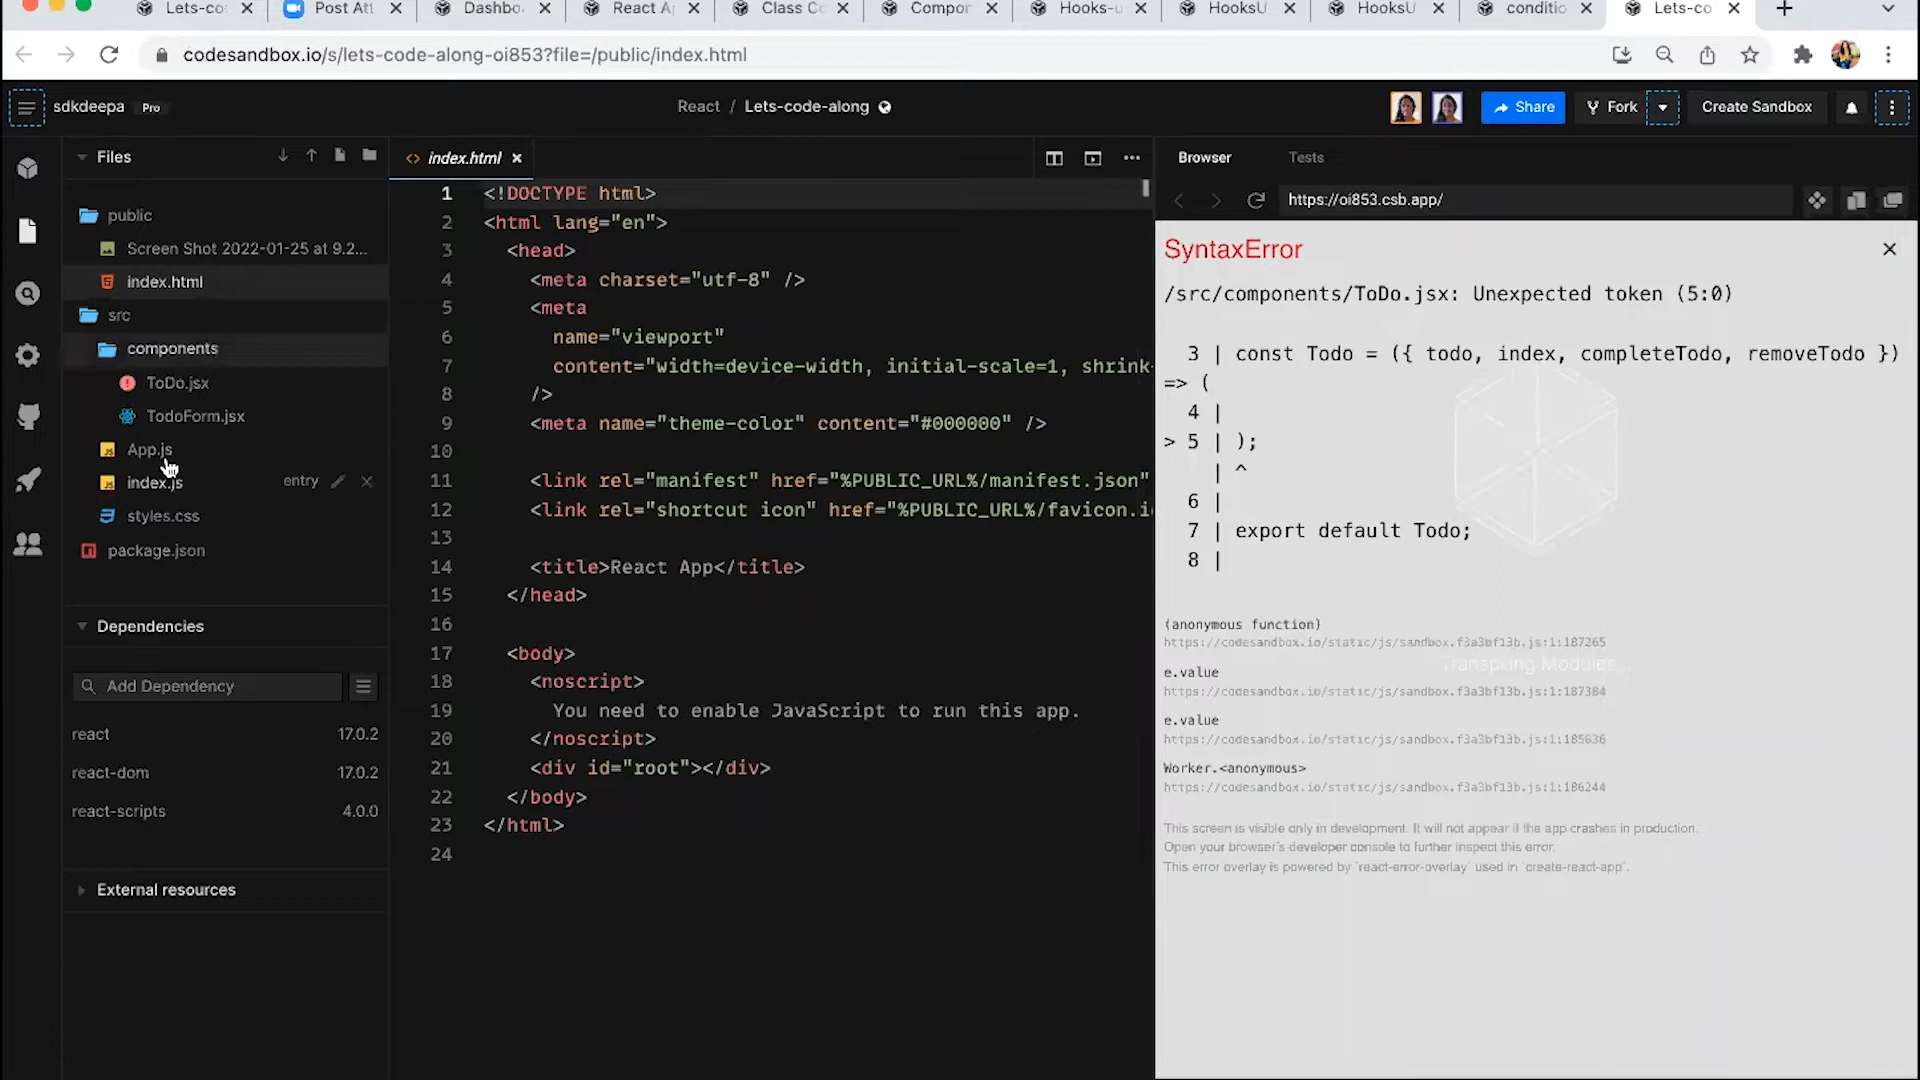 Lets-co
Post Att
Dashbo
React A
Class C
Compor
Hooks-u
HooksU
HooksU
conditio
Lets-co
codesandbox.io/s/lets-code-along-oi853?file=/public/index.html
sdkdeepa Pro
React / Lets-code-along
Share
Fork
Create Sandbox
Files
public
Screen Shot 2022-01-25 at 9.2...
index.html
src
components
ToDo.jsx
TodoForm.jsx
App.js
index.js entry
styles.css
package.json
Dependencies
Add Dependency
react 17.0.2
react-dom 17.0.2
react-scripts 4.0.0
External resources
<> index.html
1 <!DOCTYPE html>
2 <html lang="en">
3 <head>
4 <meta charset="utf-8" />
5 <meta
6 name="viewport"
7 content="width=device-width, initial-scale=1, shrink-
8 />
9 <meta name="theme-color" content="#000000" />
10
11 <link rel="manifest" href="%PUBLIC_URL%/manifest.json"
12 <link rel="shortcut icon" href="%PUBLIC_URL%/favicon.i
13
14 <title>React App</title>
15 </head>
16
17 <body>
18 <noscript>
19 You need to enable JavaScript to run this app.
20 </noscript>
21 <div id="root"></div>
22 </body>
23 </html>
24
Browser Tests
https://oi853.csb.app/
SyntaxError
/src/components/ToDo.jsx: Unexpected token (5:0)
3 | const Todo = ({ todo, index, completeTodo, removeTodo })
=> (
4 |
> 5 | );
| ^
6 |
7 | export default Todo;
8 |
(anonymous function)
https://codesandbox.io/static/js/sandbox.f3a3bf13b.js:1:187265
Transpiling Modules...
e.value
https://codesandbox.io/static/js/sandbox.f3a3bf13b.js:1:187384
e.value
https://codesandbox.io/static/js/sandbox.f3a3bf13b.js:1:185636
Worker.<anonymous>
https://codesandbox.io/static/js/sandbox.f3a3bf13b.js:1:186244
This screen is visible only in development. It will not appear if the app crashes in production.
Open your browser's developer console to further inspect this error.
This error overlay is powered by `react-error-overlay` used in `create-react-app`.